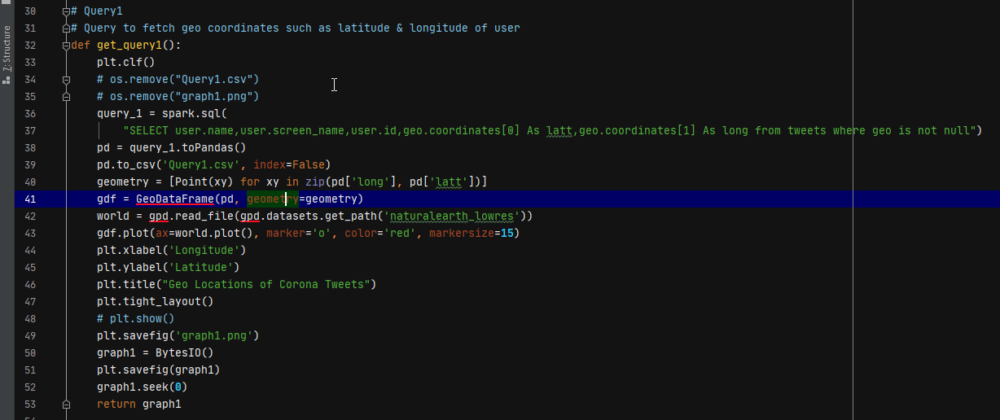 7: Structure
30 # Query1
31 # Query to fetch geo coordinates such as latitude & longitude of user
32 def get_query1():
33     plt.clf()
34     # os.remove("Query1.csv")
35     # os.remove("graph1.png")
36     query_1 = spark.sql(
37         "SELECT user.name,user.screen_name,user.id,geo.coordinates[0] As latt,geo.coordinates[1] As long from tweets where geo is not null")
38     pd = query_1.toPandas()
39     pd.to_csv('Query1.csv', index=False)
40     geometry = [Point(xy) for xy in zip(pd['long'], pd['latt'])]
41     gdf = GeoDataFrame(pd, geometry=geometry)
42     world = gpd.read_file(gpd.datasets.get_path('naturalearth_lowres'))
43     gdf.plot(ax=world.plot(), marker='o', color='red', markersize=15)
44     plt.xlabel('Longitude')
45     plt.ylabel('Latitude')
46     plt.title("Geo Locations of Corona Tweets")
47     plt.tight_layout()
48     # plt.show()
49     plt.savefig('graph1.png')
50     graph1 = BytesIO()
51     plt.savefig(graph1)
52     graph1.seek(0)
53     return graph1